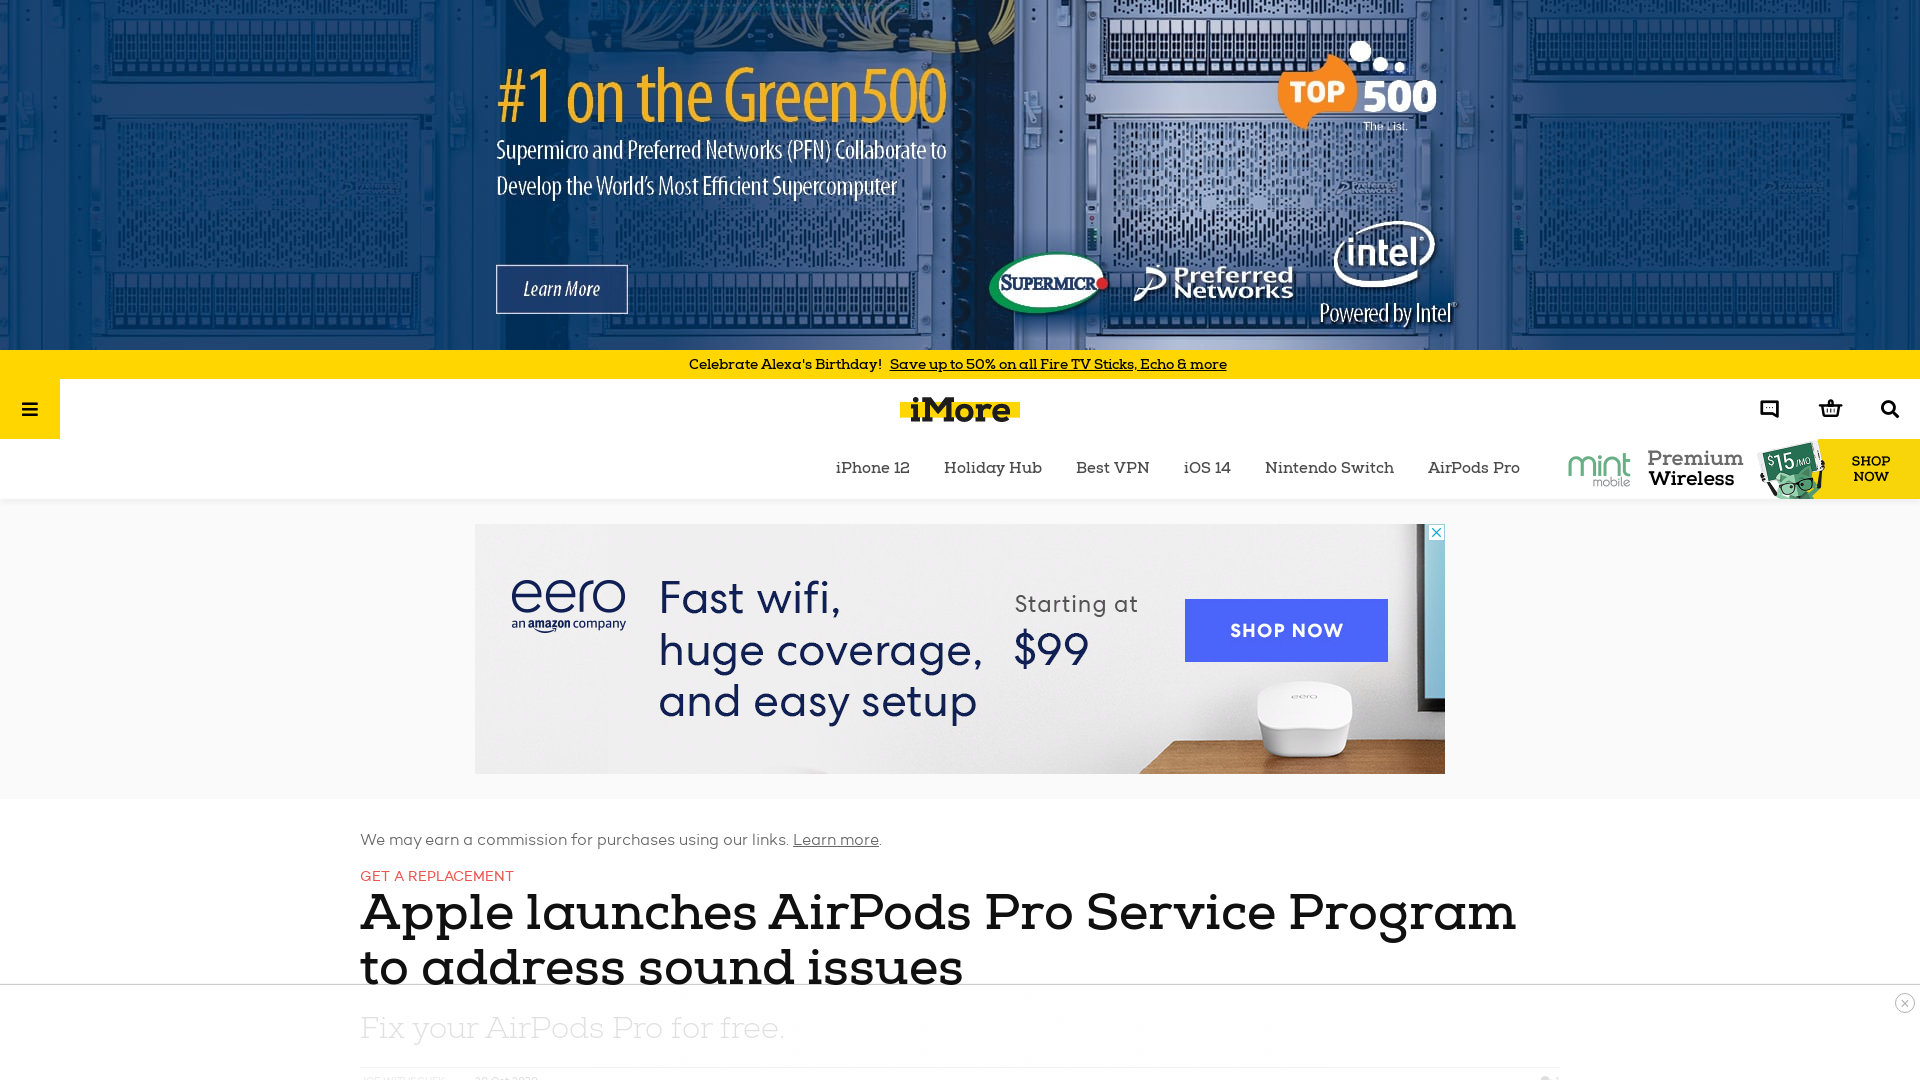 #1 on the Green500
Supermicro and Preferred Networks (PFN) Collaborate to
Develop the World's Most Efficient Supercomputer
Learn More
TOP 500
The List.
SUPERMICR
Preferred
Networks
intel
Powered by Intel®
Celebrate Alexa's Birthday! Save up to 50% on all Fire TV Sticks, Echo & more
iMore
iPhone 12 Holiday Hub Best VPN iOS 14 Nintendo Switch AirPods Pro
mint
mobile
Premium
Wireless
$15/MO
SHOP
NOW
eero
an amazon company
Fast wifi,
huge coverage,
and easy setup
Starting at
$99
SHOP NOW
eero
We may earn a commission for purchases using our links. Learn more.
GET A REPLACEMENT
Apple launches AirPods Pro Service Program
to address sound issues
Fix your AirPods Pro for free.